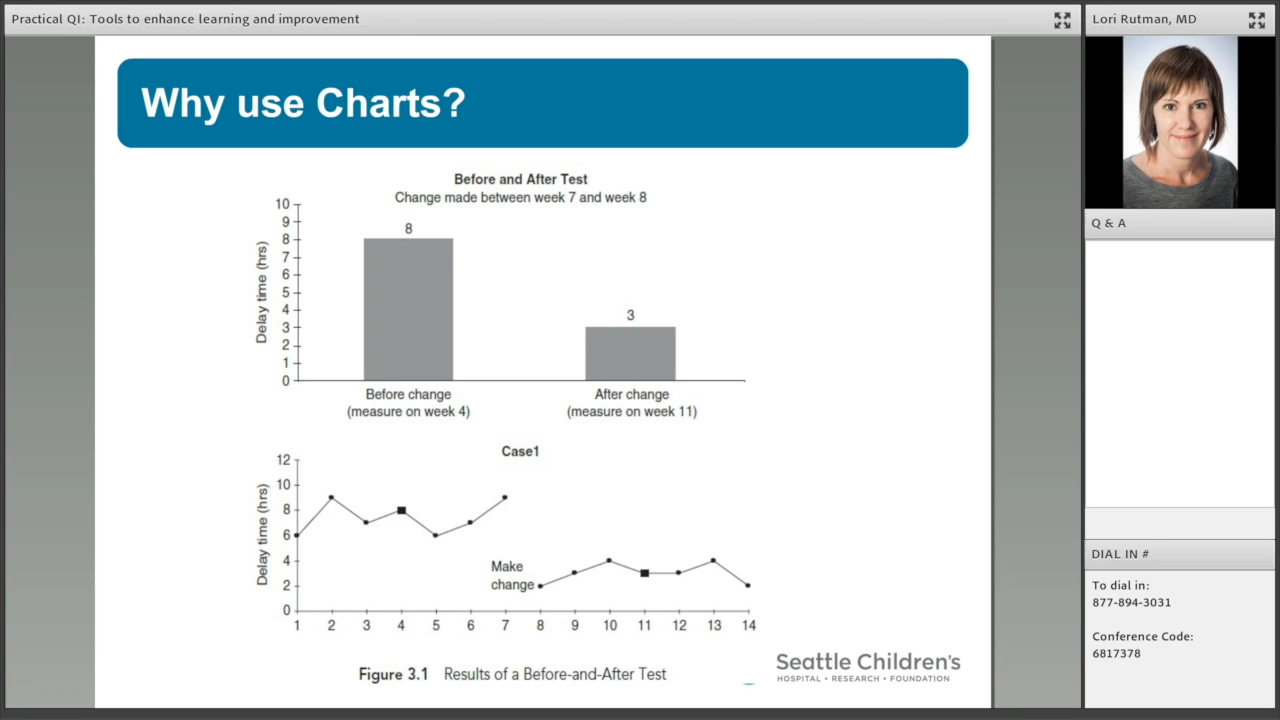 Practical QI: Tools to enhance learning and improvement
Why use Charts?
Before and After Test
Change made between week 7 and week 8
Delay time (hrs)
10
9
8
7
6
5
4
3
2
1
0
8
3
Before change
(measure on week 4)
After change
(measure on week 11)
Case1
Delay time (hrs)
12
10
8
6
4
2
0
Make
change
1 2 3 4 5 6 7 8 9 10 11 12 13 14
Figure 3.1 Results of a Before-and-After Test
Seattle Children's
HOSPITAL • RESEARCH • FOUNDATION
Lori Rutman, MD
Q & A
DIAL IN #
To dial in:
877-894-3031
Conference Code:
6817378